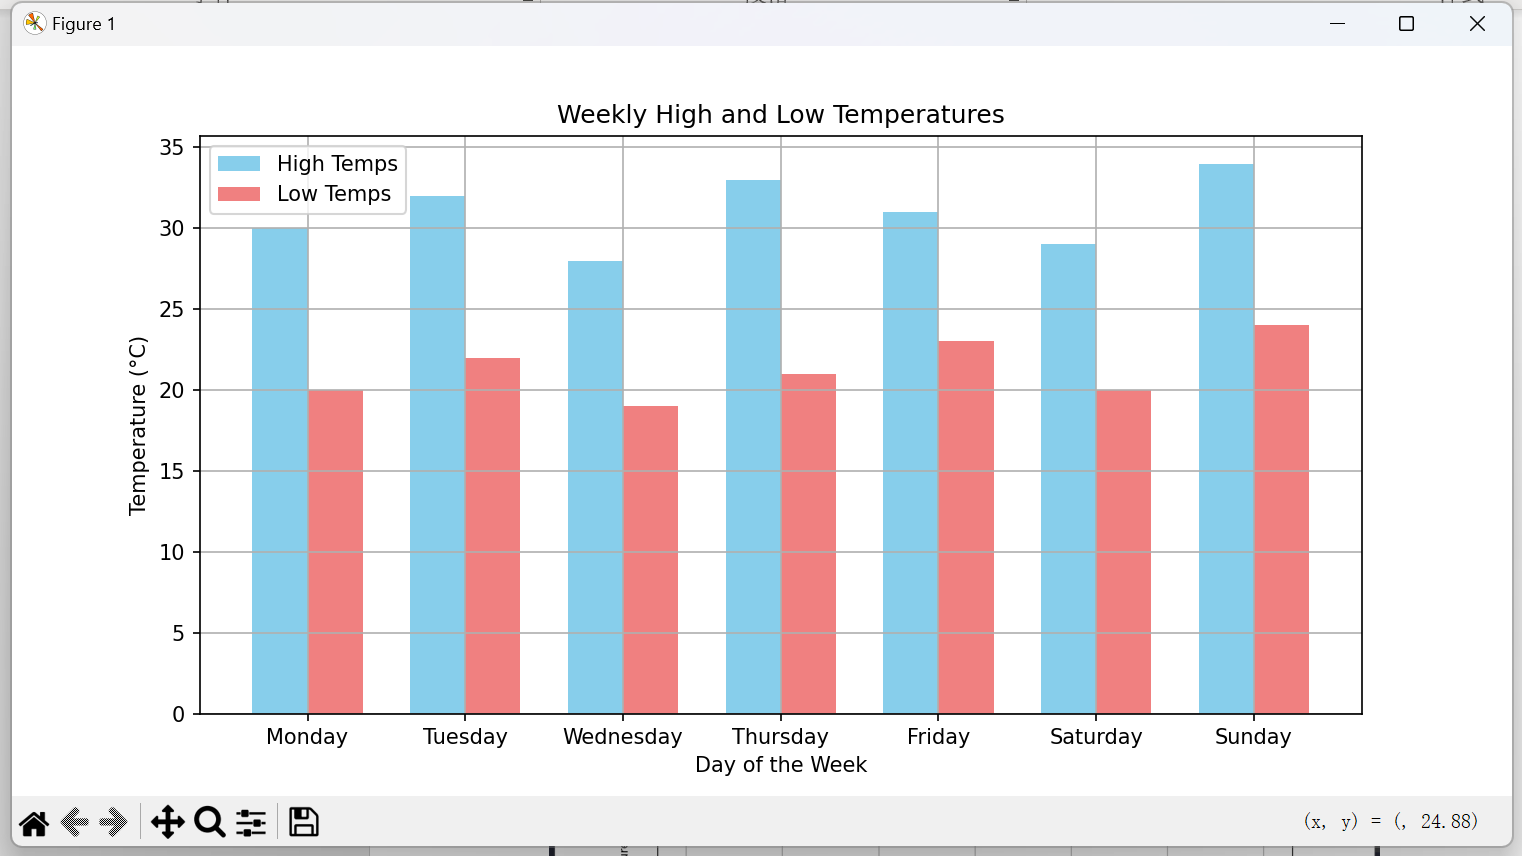 Figure 1
Weekly High and Low Temperatures
High Temps
Low Temps
35
30
25
20
15
10
5
0
Temperature (°C)
Monday Tuesday Wednesday Thursday Friday Saturday Sunday
Day of the Week
(x, y) = (, 24.88)